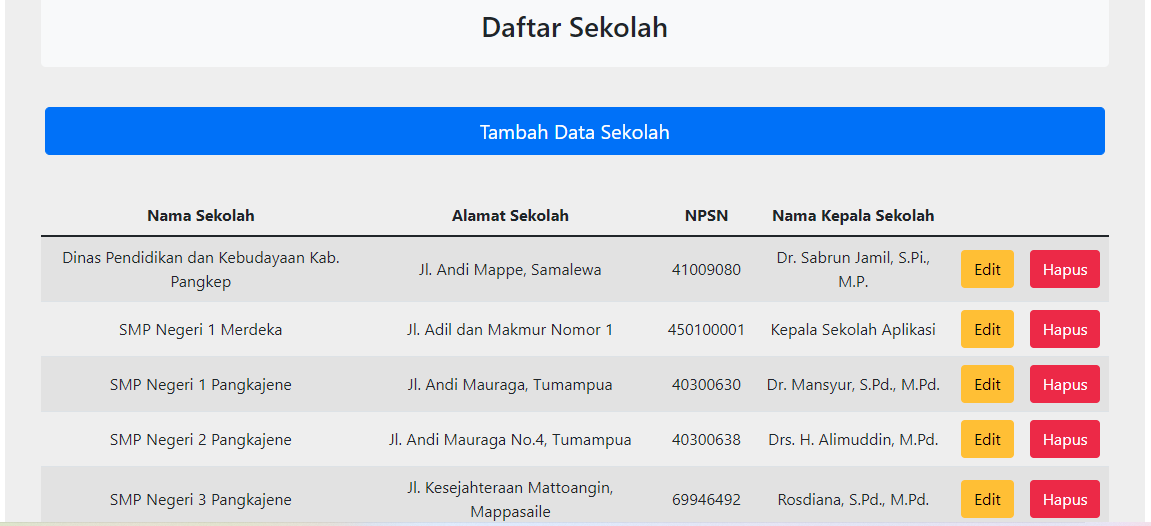 Daftar Sekolah
Tambah Data Sekolah
Nama Sekolah Alamat Sekolah NPSN Nama Kepala Sekolah
Dinas Pendidikan dan Kebudayaan Kab. Pangkep Jl. Andi Mappe, Samalewa 41009080 Dr. Sabrun Jamil, S.Pi., M.P. Edit Hapus
SMP Negeri 1 Merdeka Jl. Adil dan Makmur Nomor 1 450100001 Kepala Sekolah Aplikasi Edit Hapus
SMP Negeri 1 Pangkajene Jl. Andi Mauraga, Tumampua 40300630 Dr. Mansyur, S.Pd., M.Pd. Edit Hapus
SMP Negeri 2 Pangkajene Jl. Andi Mauraga No.4, Tumampua 40300638 Drs. H. Alimuddin, M.Pd. Edit Hapus
SMP Negeri 3 Pangkajene Jl. Kesejahteraan Mattoangin, Mappasaile 69946492 Rosdiana, S.Pd., M.Pd. Edit Hapus